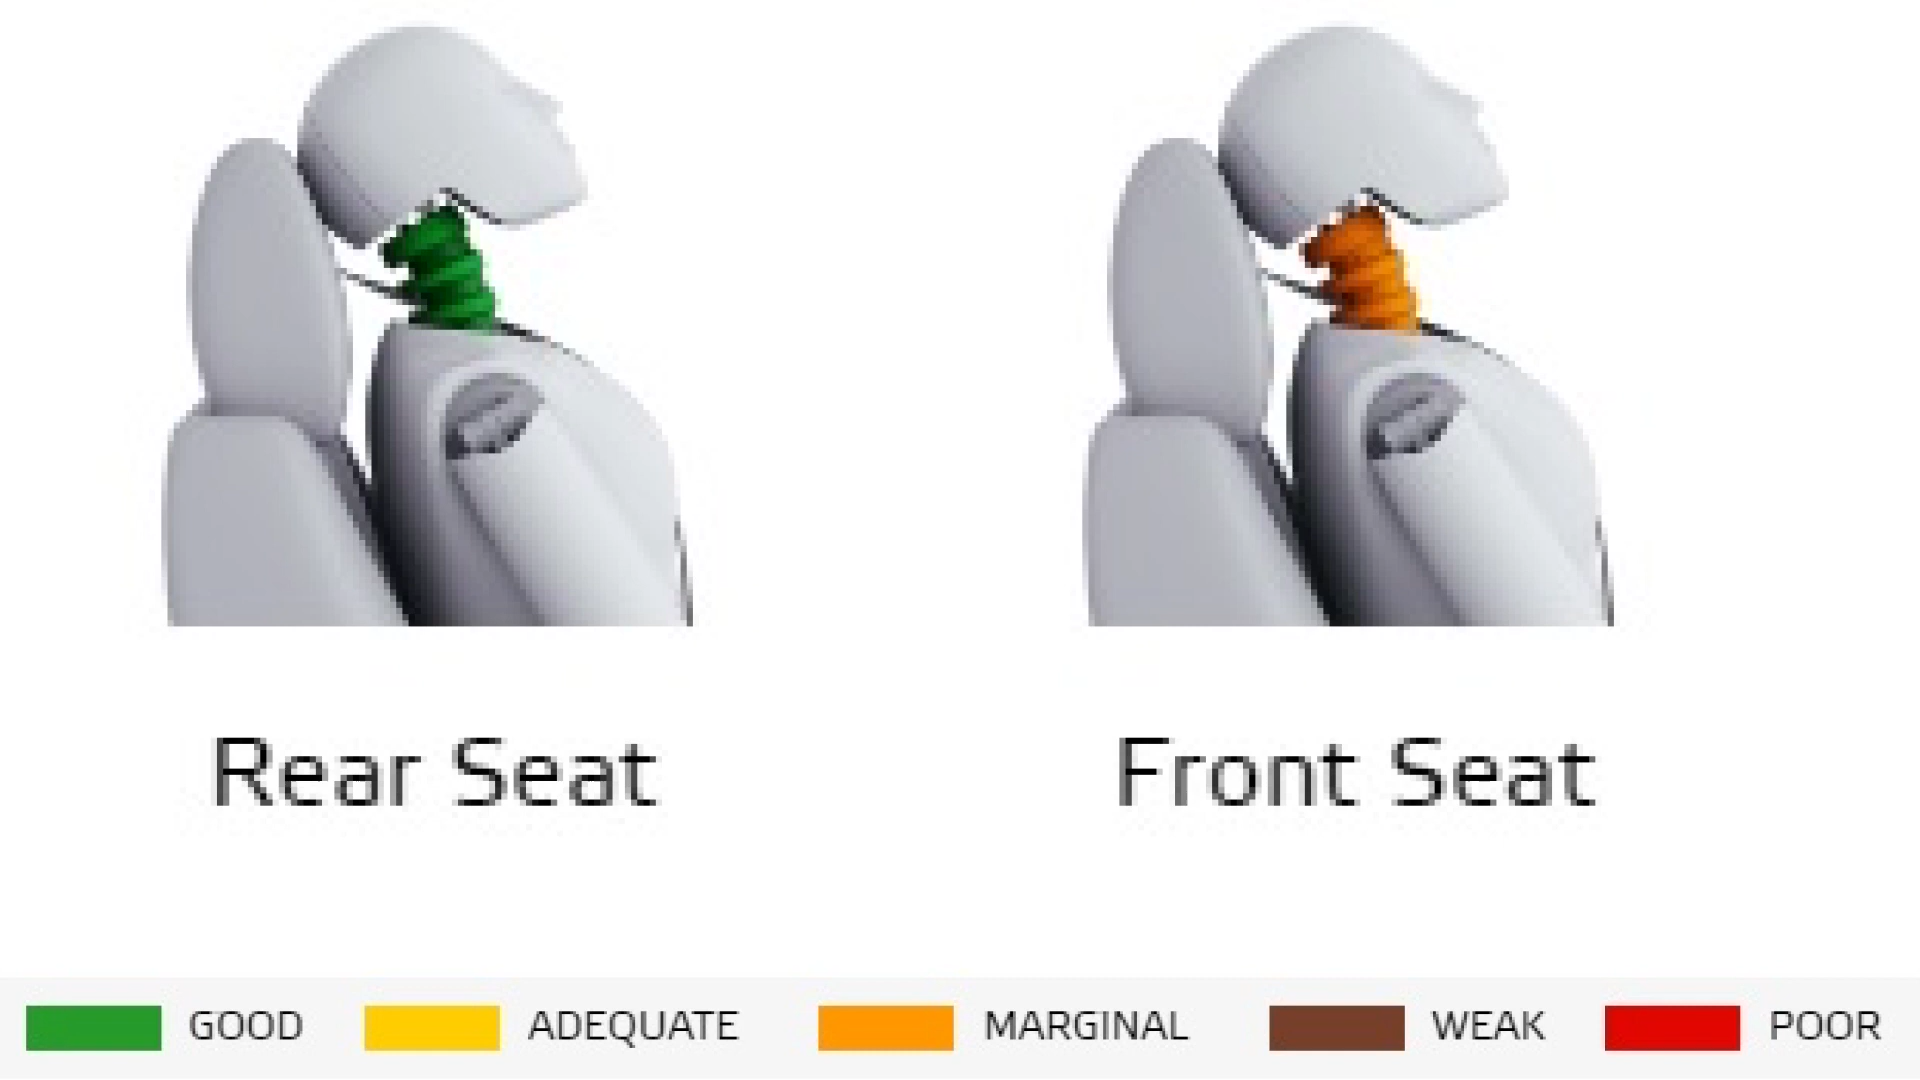 Rear Seat
Front Seat
GOOD
ADEQUATE
MARGINAL
WEAK
POOR